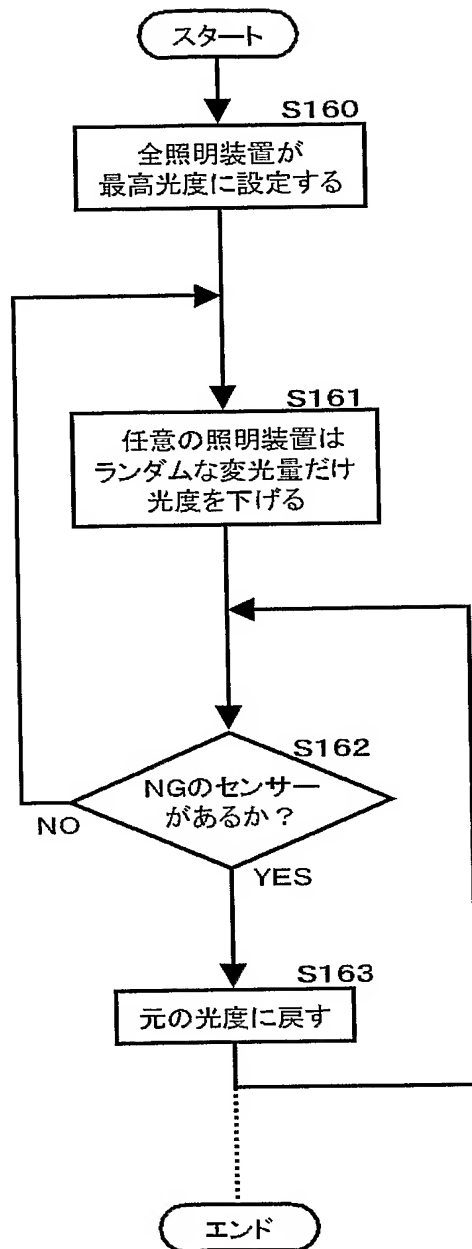 スタート
S160
全照明装置が
最高光度に設定する
S161
任意の照明装置は
ランダムな変光量だけ
光度を下げる
S162
NGのセンサー
があるか?
NO
YES
S163
元の光度に戻す
エンド